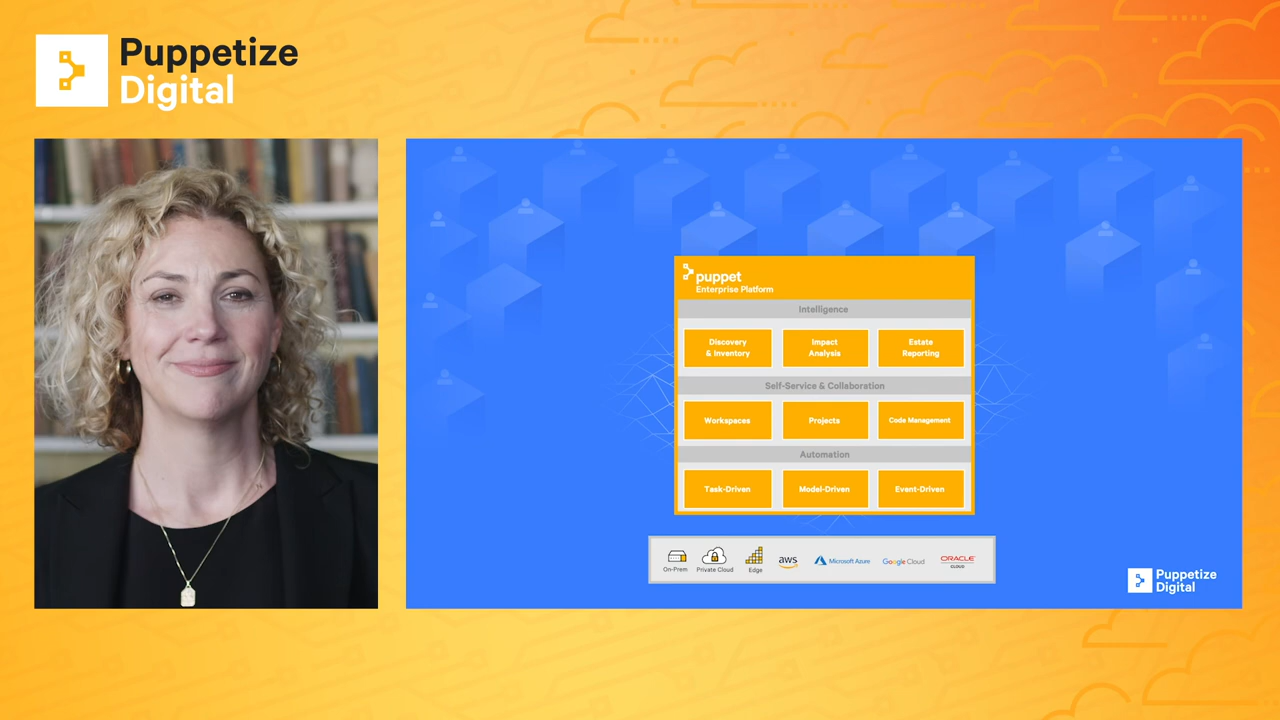 Puppetize
Digital
puppet
Enterprise Platform
Intelligence
Discovery
& Inventory
Impact
Analysis
Estate
Reporting
Self-Service & Collaboration
Workspaces
Projects
Code Management
Automation
Task-Driven
Model-Driven
Event-Driven
On-Prem
Private Cloud
Edge
aws
Microsoft Azure
Google Cloud
ORACLE
CLOUD
Puppetize
Digital